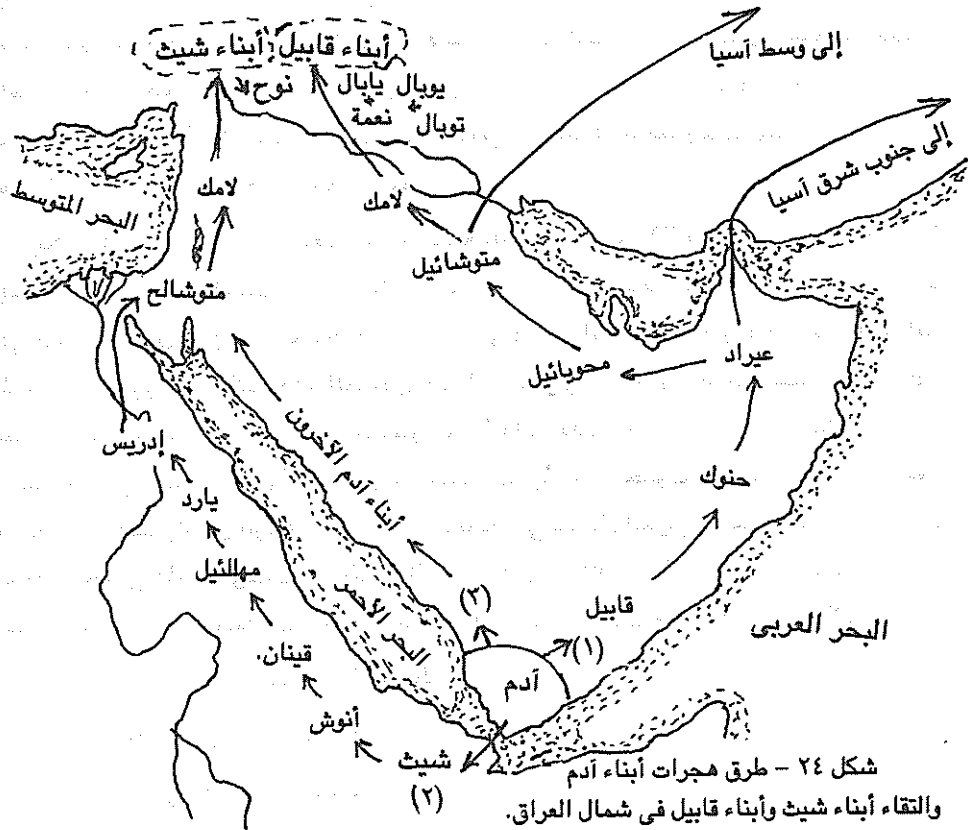 أبناء شيث أبناء قابيل
إلى وسط آسيا
نوح يابال يوبال
نعمة توبال
إلى جنوب شرق آسيا
البحر المتوسط
لامك
لامك
متوشائيل
متوشالح
عيراد
محويائيل
أبناء آدم الآخرون
إدريس
حنوك
يارد
مهللئيل
(٣)
قابيل
البحر الأحمر
(١)
البحر العربى
قينان.
آدم
أنوش
شيث
(٢)
شكل ٢٤ – طرق هجرات أبناء آدم
والتقاء أبناء شيث وأبناء قابيل فى شمال العراق.